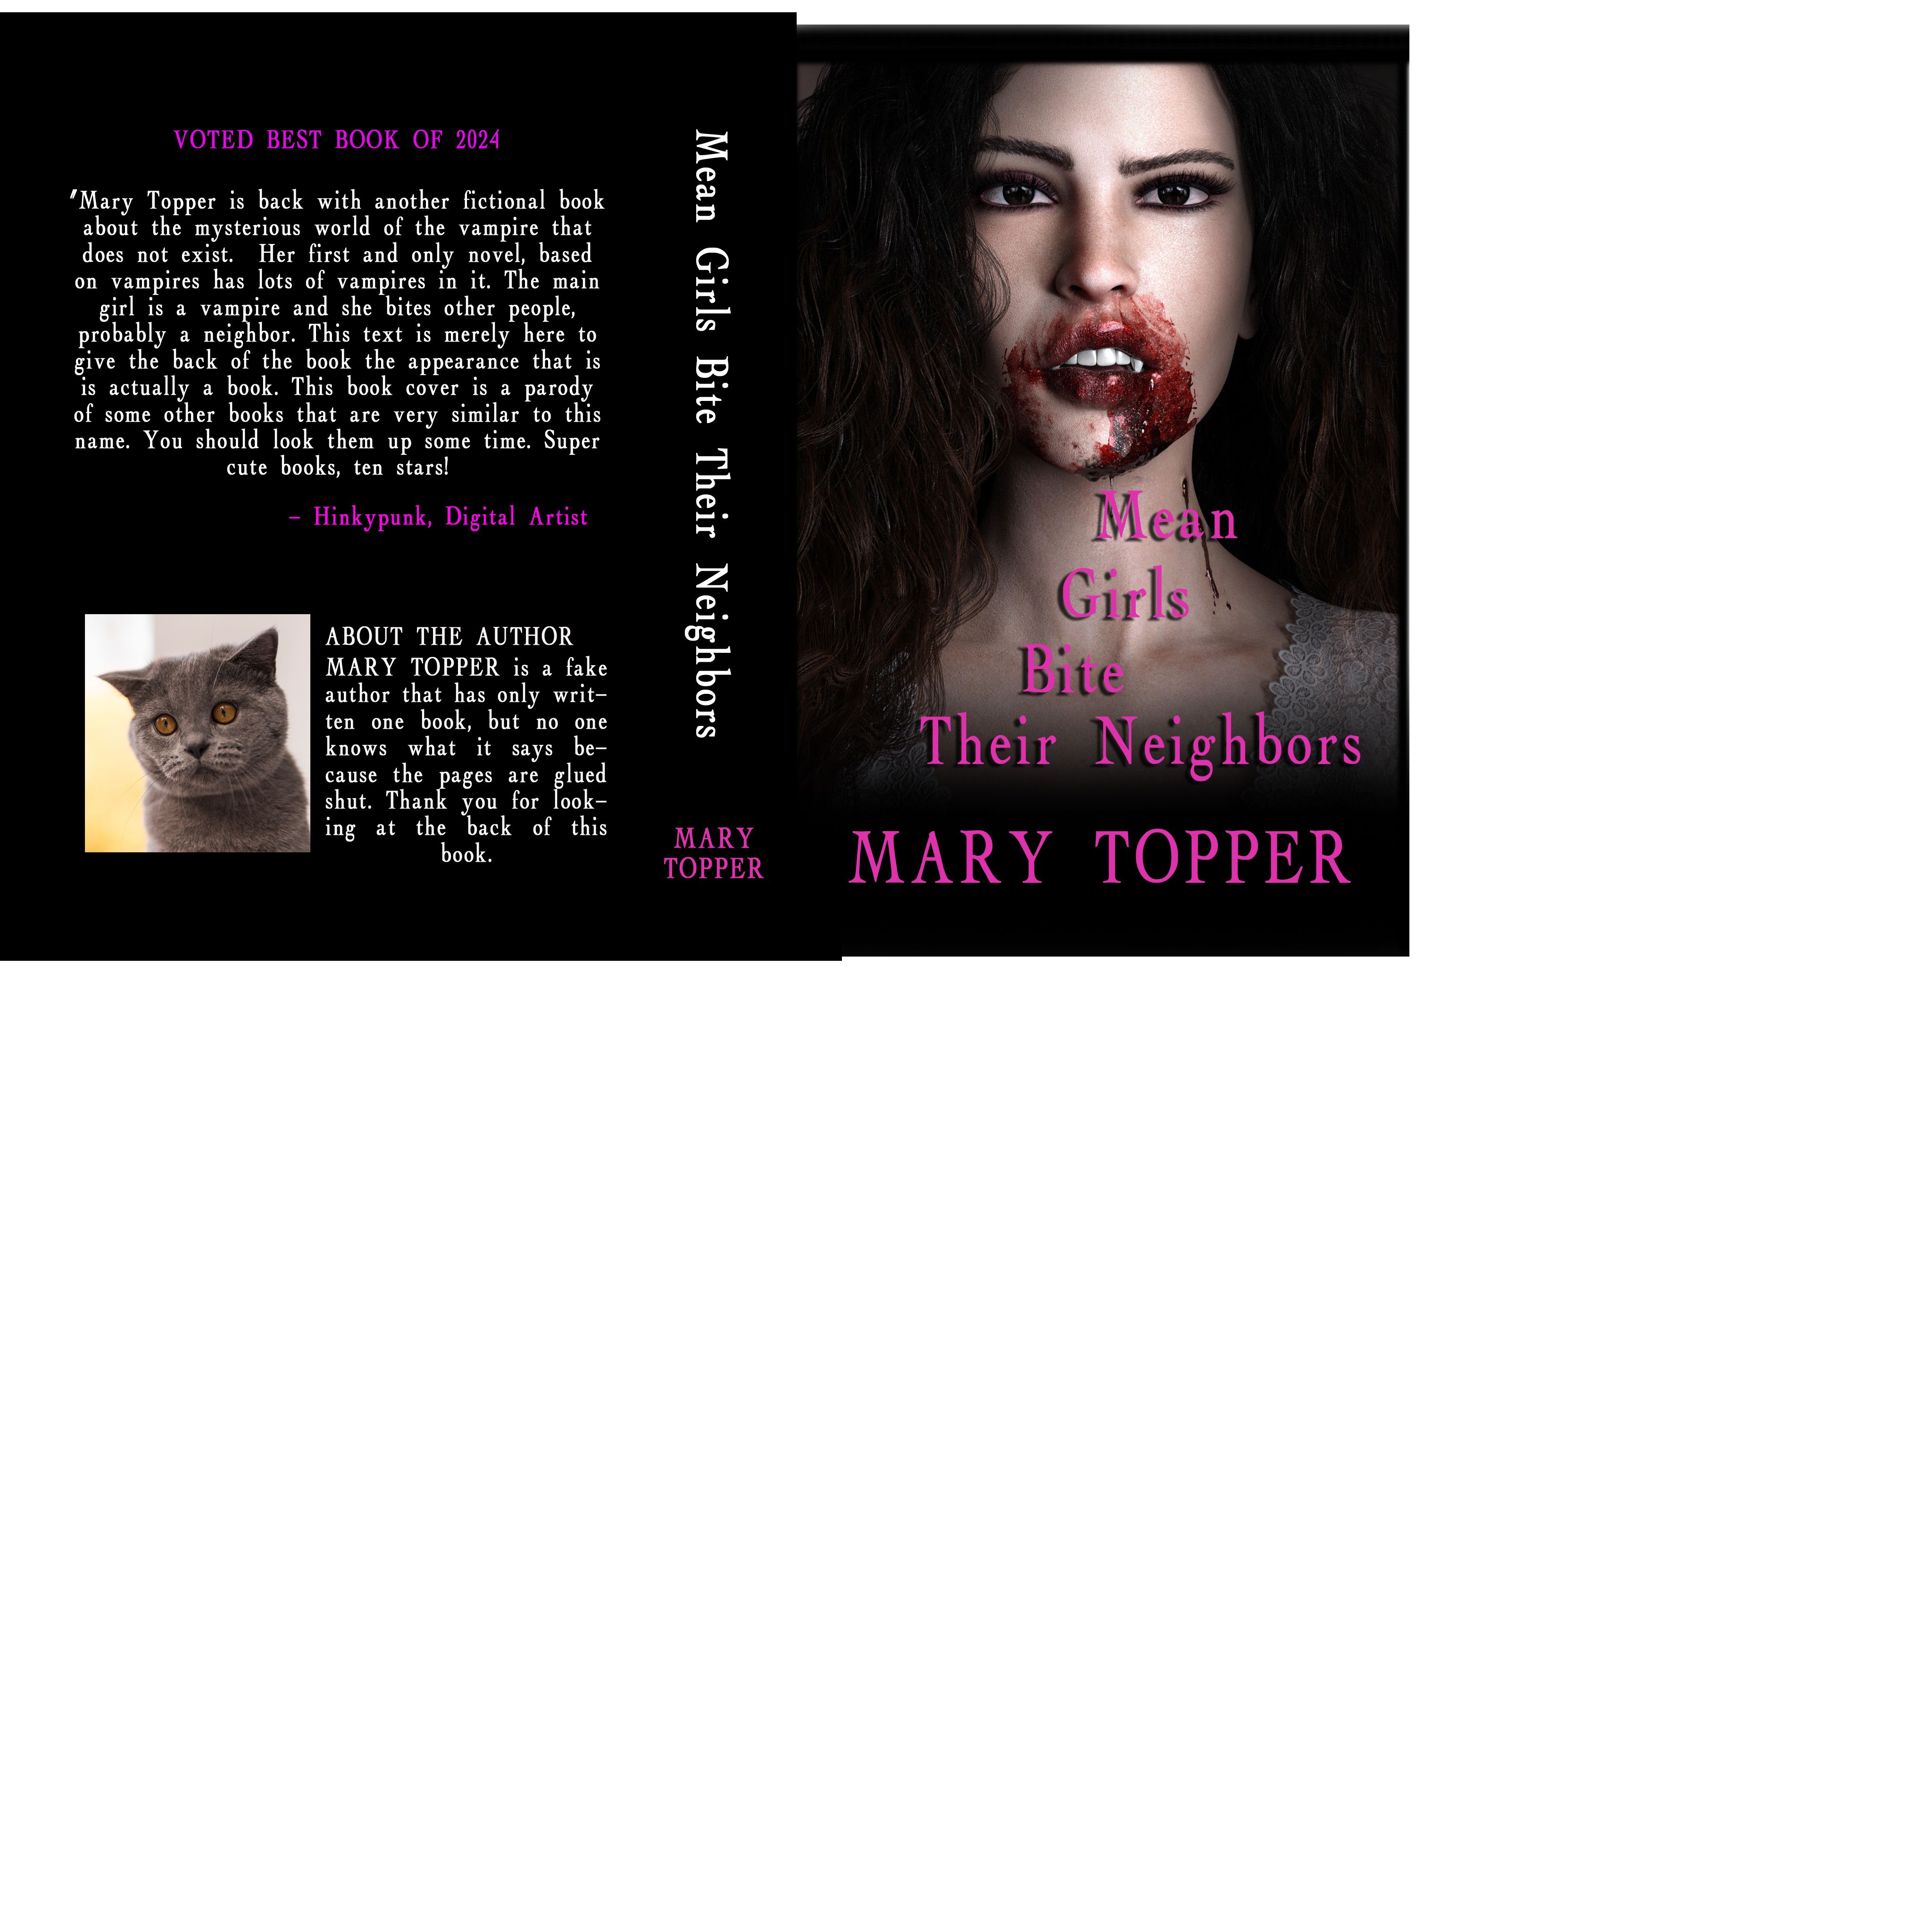 VOTED BEST BOOK OF 2024
"Mary Topper is back with another fictional book
about the mysterious world of the vampire that
does not exist.  Her first and only novel, based
on vampires has lots of vampires in it. The main
girl is a vampire and she bites other people,
probably a neighbor. This text is merely here to
give the back of the book the appearance that is
is actually a book. This book cover is a parody
of some other books that are very similar to this
name. You should look them up some time. Super
cute books, ten stars!
– Hinkypunk, Digital Artist
ABOUT THE AUTHOR
MARY TOPPER is a fake
author that has only writ–
ten one book, but no one
knows what it says be–
cause the pages are glued
shut. Thank you for look–
ing at the back of this
book.
Mean Girls Bite Their Neighbors
MARY
TOPPER
Mean
Girls
Bite
Their Neighbors
MARY TOPPER